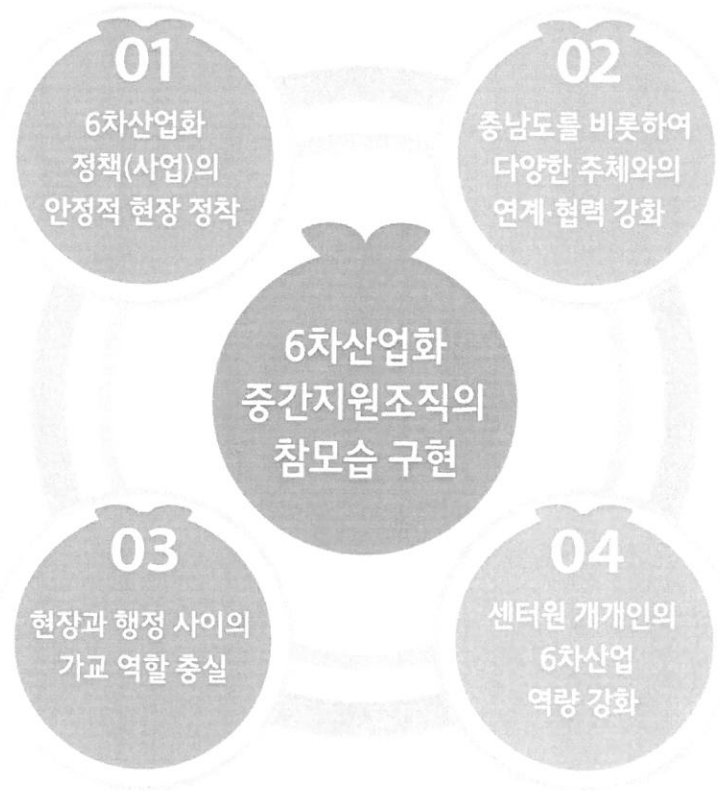 01
6차산업화
정책(사업)의
안정적 현장 정착
02
충남도를 비롯하여
다양한 주체와의
연계·협력 강화
6차산업화
중간지원조직의
참모습 구현
03
현장과 행정 사이의
가교 역할 충실
04
센터원 개개인의
6차산업
역량 강화